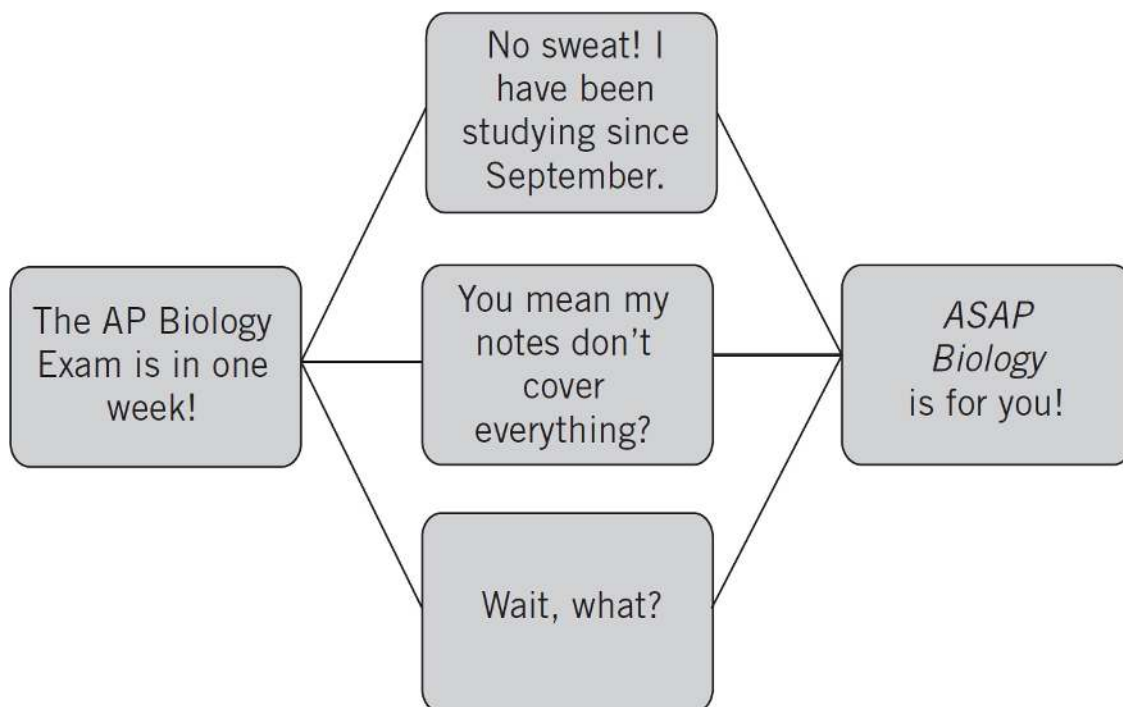 No sweat! I
have been
studying since
September.
The AP Biology
Exam is in one
week!
You mean my
notes don’t
cover
everything?
ASAP
Biology
is for you!
Wait, what?